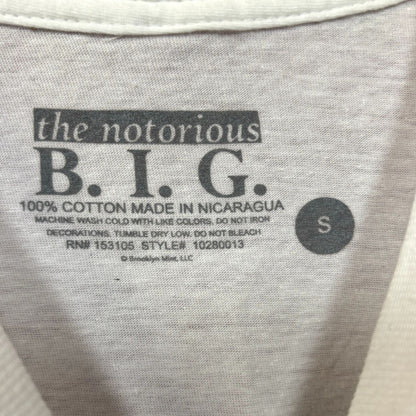 the notorious
B. I. G.
100% COTTON MADE IN NICARAGUA
MACHINE WASH COLD WITH LIKE COLORS. DO NOT IRON
DECORATIONS. TUMBLE DRY LOW. DO NOT BLEACH
RN# 153105 STYLE# 10280013
© Brooklyn Mint, LLC
S